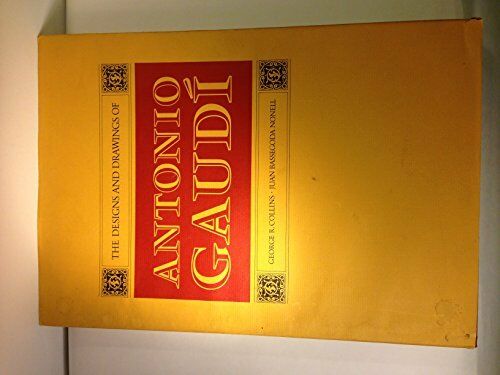 THE DESIGNS AND DRAWINGS OF
ANTONIO
GAUDÍ
GEORGE R. COLLINS · JUAN BASSEGODA NONELL